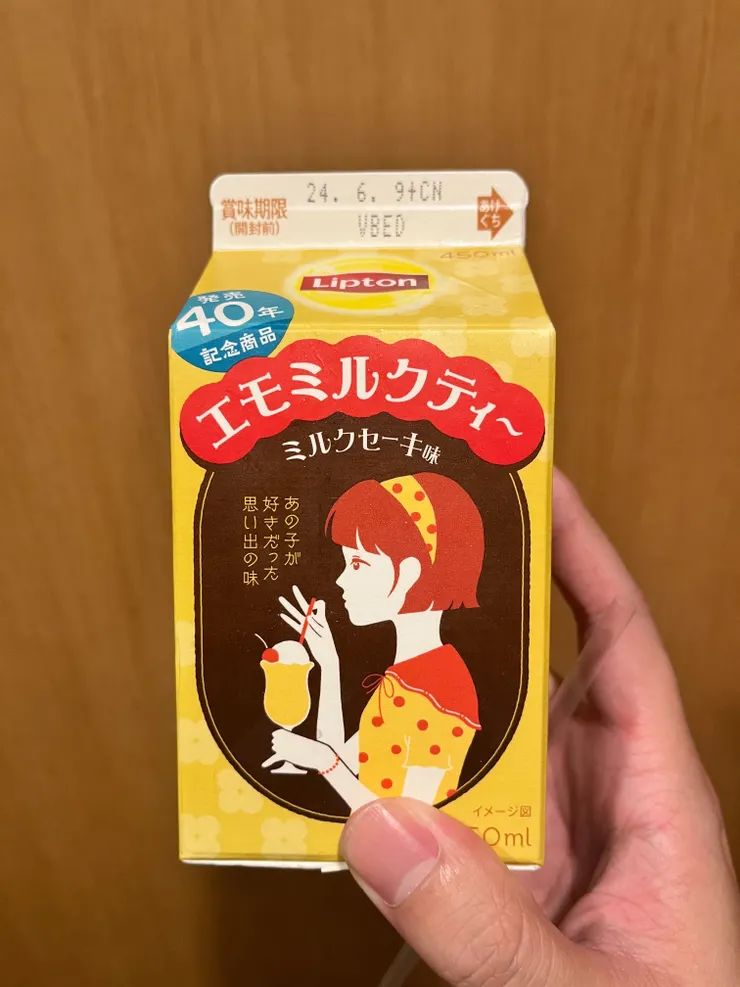 賞味期限
(開封前)
24. 6. 9+CN
VBED
あけ
ぐち
450ml
Lipton
発売
40年
記念商品
エモミルクティ～
ミルクセーキ味
あの子が
好きだった
思い出の味
イメージ図
50ml